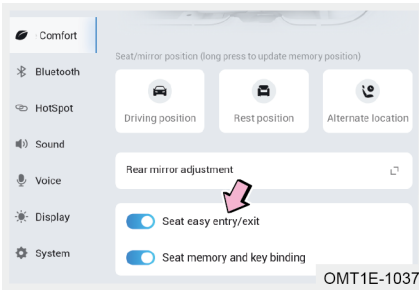 Comfort
Seat/mirror position (long press to update memory position)
Bluetooth
HotSpot
Driving position
Rest position
Alternate location
Sound
Rear mirror adjustment
Voice
Seat easy entry/exit
Display
System
Seat memory and key binding
OMT1E-1037